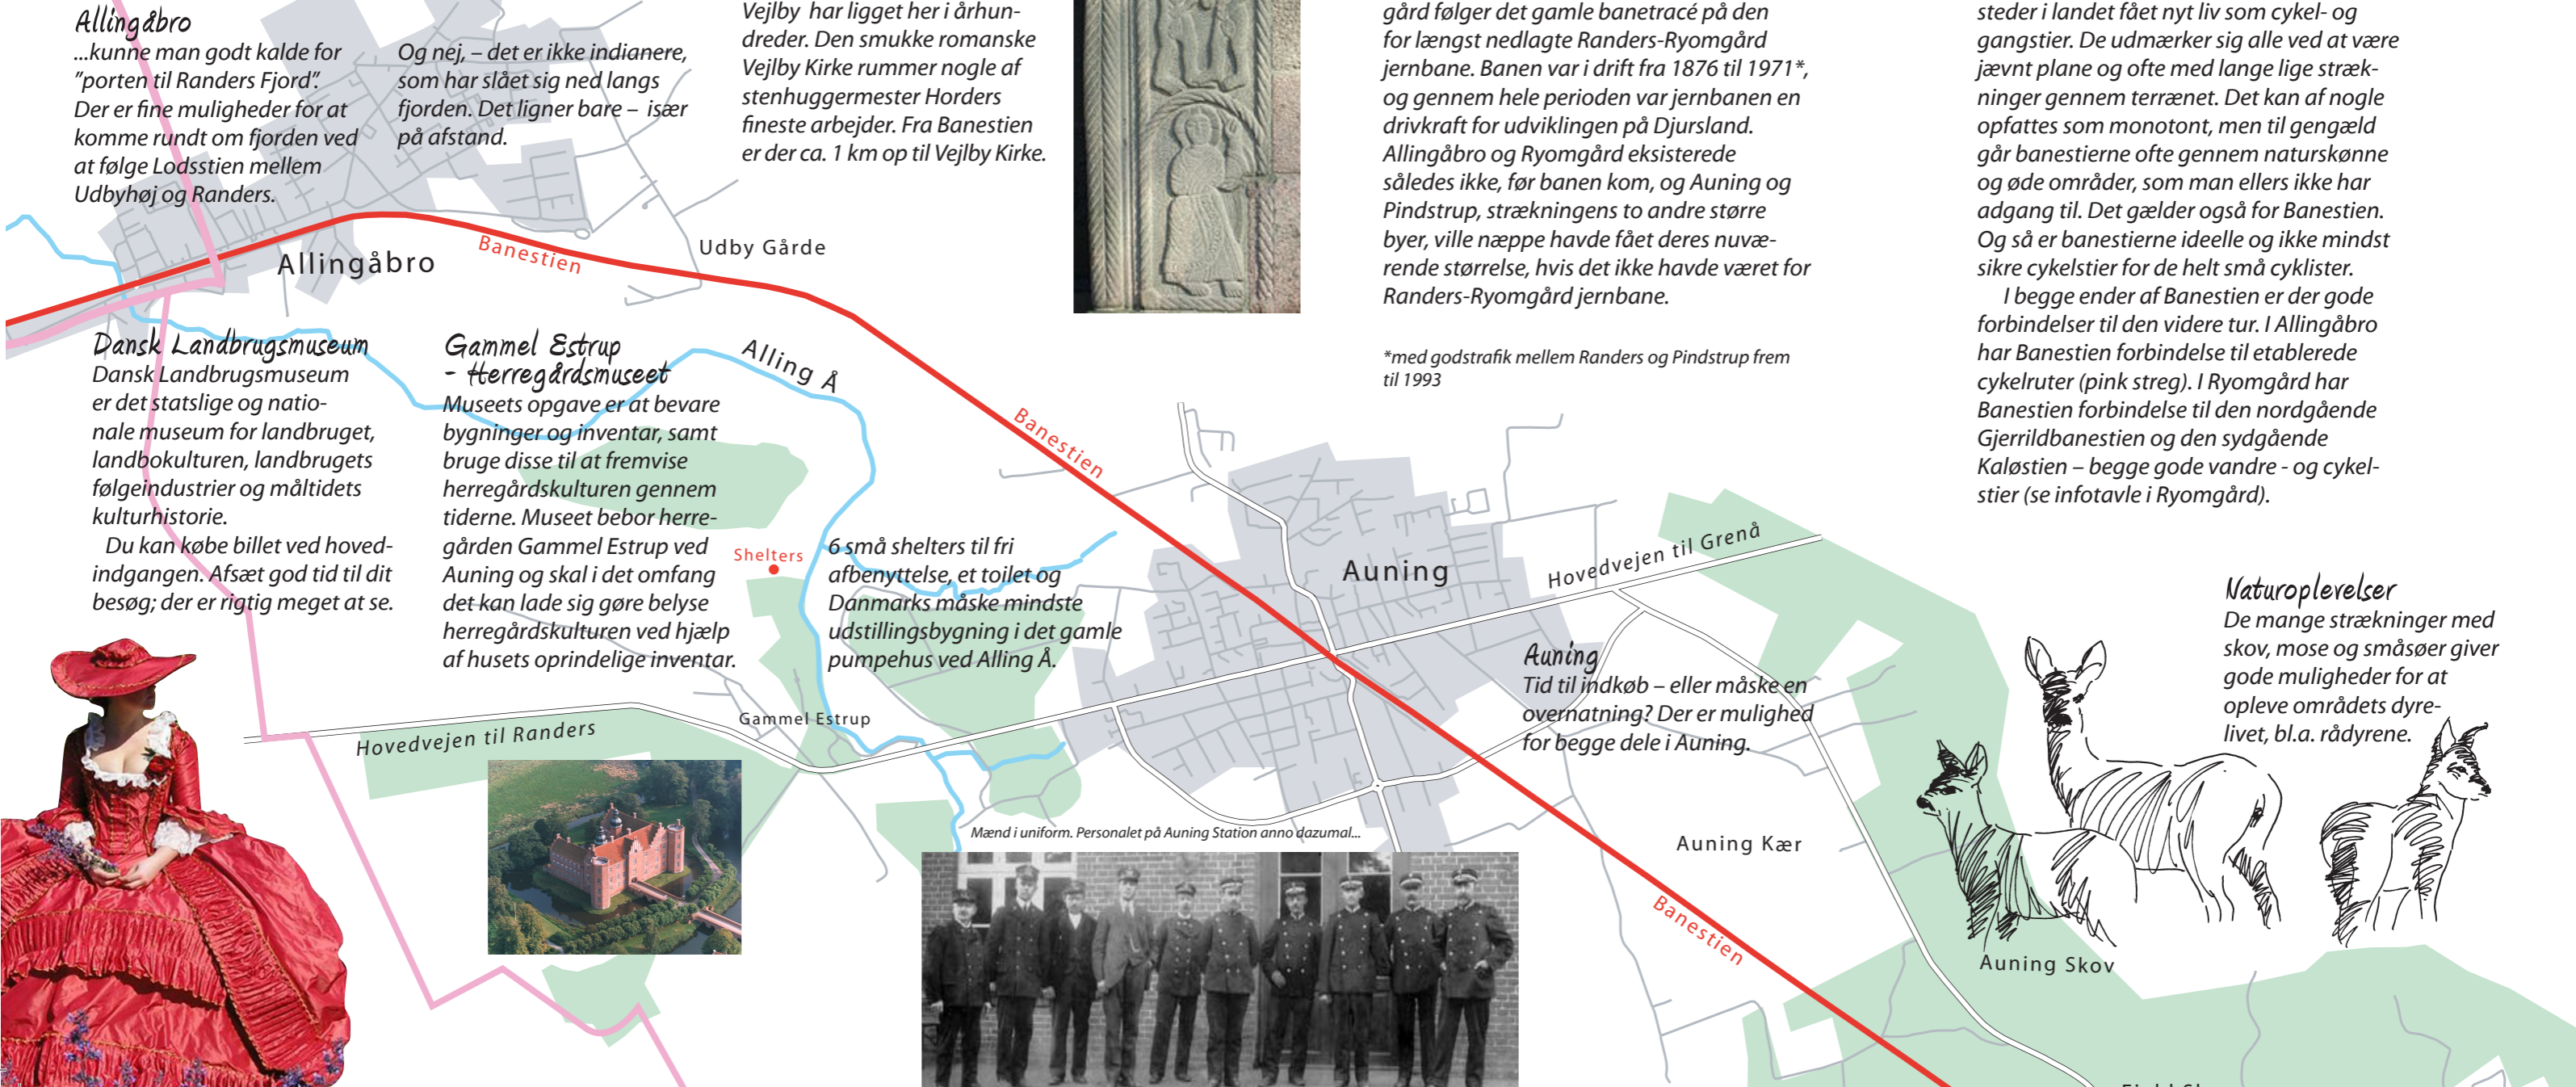 Allingåbro
...kunne man godt kalde for
”porten til Randers Fjord”.
Der er fine muligheder for at
komme rundt om fjorden ved
at følge Lodsstien mellem
Udbyhøj og Randers.
Og nej, – det er ikke indianere,
som har slået sig ned langs
fjorden. Det ligner bare – især
på afstand.
Vejlby har ligget her i århun-
dreder. Den smukke romanske
Vejlby Kirke rummer nogle af
stenhuggermester Horders
fineste arbejder. Fra Banestien
er der ca. 1 km op til Vejlby Kirke.
gård følger det gamle banetracé på den
for længst nedlagte Randers-Ryomgård
jernbane. Banen var i drift fra 1876 til 1971*,
og gennem hele perioden var jernbanen en
drivkraft for udviklingen på Djursland.
Allingåbro og Ryomgård eksisterede
således ikke, før banen kom, og Auning og
Pindstrup, strækningens to andre større
byer, ville næppe havde fået deres nuvæ-
rende størrelse, hvis det ikke havde været for
Randers-Ryomgård jernbane.
*med godstrafik mellem Randers og Pindstrup frem
til 1993
steder i landet fået nyt liv som cykel- og
gangstier. De udmærker sig alle ved at være
jævnt plane og ofte med lange lige stræk-
ninger gennem terrænet. Det kan af nogle
opfattes som monotont, men til gengæld
går banestierne ofte gennem naturskønne
og øde områder, som man ellers ikke har
adgang til. Det gælder også for Banestien.
Og så er banestierne ideelle og ikke mindst
sikre cykelstier for de helt små cyklister.
I begge ender af Banestien er der gode
forbindelser til den videre tur. I Allingåbro
har Banestien forbindelse til etablerede
cykelruter (pink streg). I Ryomgård har
Banestien forbindelse til den nordgående
Gjerrildbanestien og den sydgående
Kaløstien – begge gode vandre - og cykel-
stier (se infotavle i Ryomgård).
Allingåbro
Banestien
Udby Gårde
Dansk Landbrugsmuseum
Dansk Landbrugsmuseum
er det statslige og natio-
nale museum for landbruget,
landbokulturen, landbrugets
følgeindustrier og måltidets
kulturhistorie.
Du kan købe billet ved hoved-
indgangen. Afsæt god tid til dit
besøg; der er rigtig meget at se.
Gammel Estrup
- Herregårdsmuseet
Museets opgave er at bevare
bygninger og inventar, samt
bruge disse til at fremvise
herregårdskulturen gennem
tiderne. Museet bebor herre-
gården Gammel Estrup ved
Auning og skal i det omfang
det kan lade sig gøre belyse
herregårdskulturen ved hjælp
af husets oprindelige inventar.
Alling Å
Banestien
Shelters
6 små shelters til fri
afbenyttelse, et toilet og
Danmarks måske mindste
udstillingsbygning i det gamle
pumpehus ved Alling Å.
Auning
Hovedvejen til Grenå
Auning
Tid til indkøb – eller måske en
overnatning? Der er mulighed
for begge dele i Auning.
Naturoplevelser
De mange strækninger med
skov, mose og småsøer giver
gode muligheder for at
opleve områdets dyre-
livet, bl.a. rådyrene.
Hovedvejen til Randers
Gammel Estrup
Mænd i uniform. Personalet på Auning Station anno dazumal...
Auning Kær
Banestien
Auning Skov